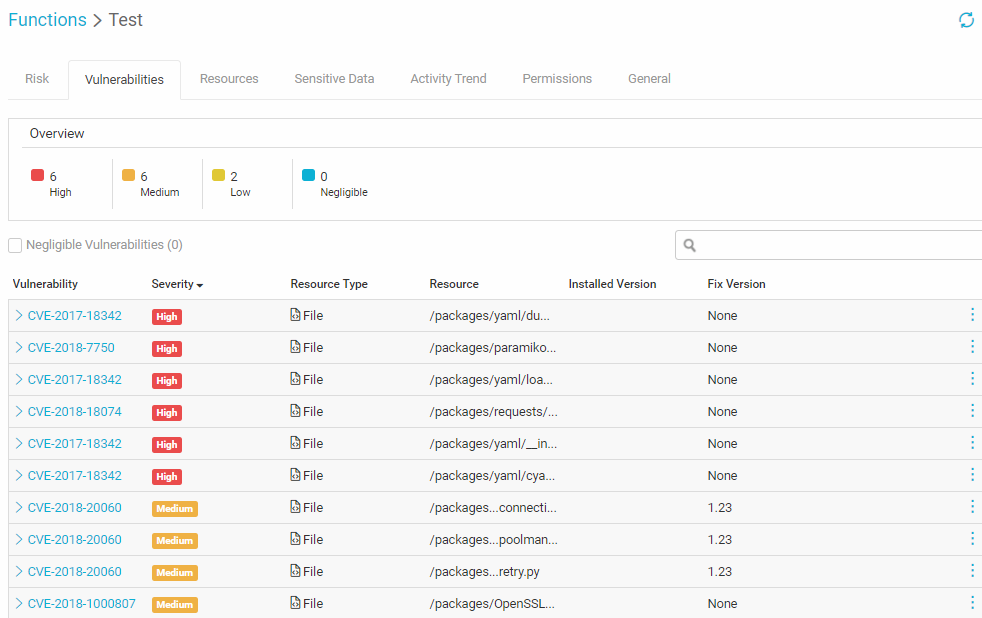 Functions > Test
Risk Vulnerabilities Resources Sensitive Data Activity Trend Permissions General
Overview
6 6 2 0
High Medium Low Negligible
Negligible Vulnerabilities (0)
Vulnerability Severity Resource Type Resource Installed Version Fix Version
CVE-2017-18342 High File /packages/yaml/du... None
CVE-2018-7750 High File /packages/paramiko... None
CVE-2017-18342 High File /packages/yaml/loa... None
CVE-2018-18074 High File /packages/requests/... None
CVE-2017-18342 High File /packages/yaml/__in... None
CVE-2017-18342 High File /packages/yaml/cya... None
CVE-2018-20060 Medium File /packages...connecti... 1.23
CVE-2018-20060 Medium File /packages...poolman... 1.23
CVE-2018-20060 Medium File /packages...retry.py 1.23
CVE-2018-1000807 Medium File /packages/OpenSSL... None